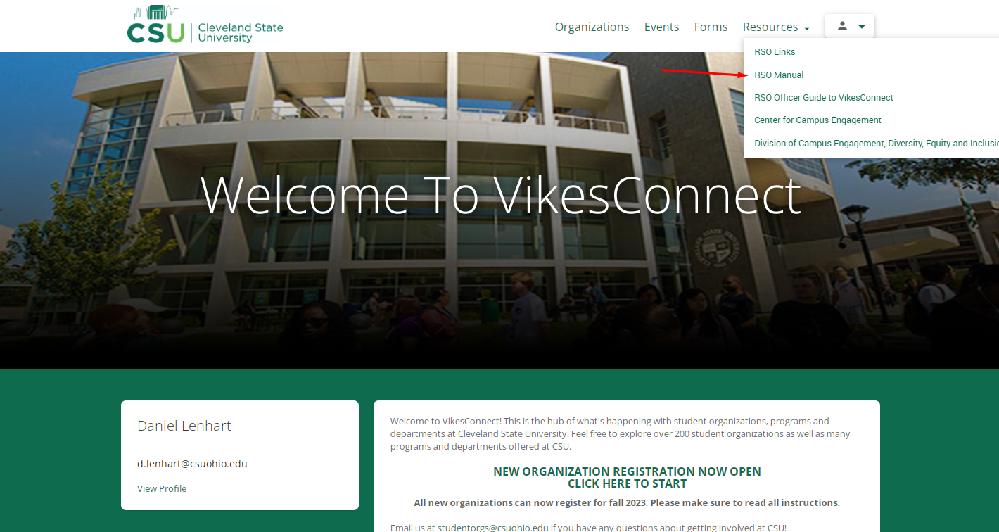 CSU
Cleveland State
University
Organizations Events Forms Resources
RSO Links
RSO Manual
RSO Officer Guide to VikesConnect
Center for Campus Engagement
Division of Campus Engagement, Diversity, Equity and
Welcome To VikesConnect
Daniel Lenhart
d.lenhart@csuohio.edu
View Profile
Welcome to VikesConnect! This is the hub of what's happening with student organizations, programs and
departments at Cleveland State University. Feel free to explore over 200 student organizations as well as many
programs and departments offered at CSU.
NEW ORGANIZATION REGISTRATION NOW OPEN
CLICK HERE TO START
All new organizations can now register for fall 2023. Please make sure to read all instructions.
Email us at studentorgs@csuohio.edu if you have any questions about getting involved at CSU!